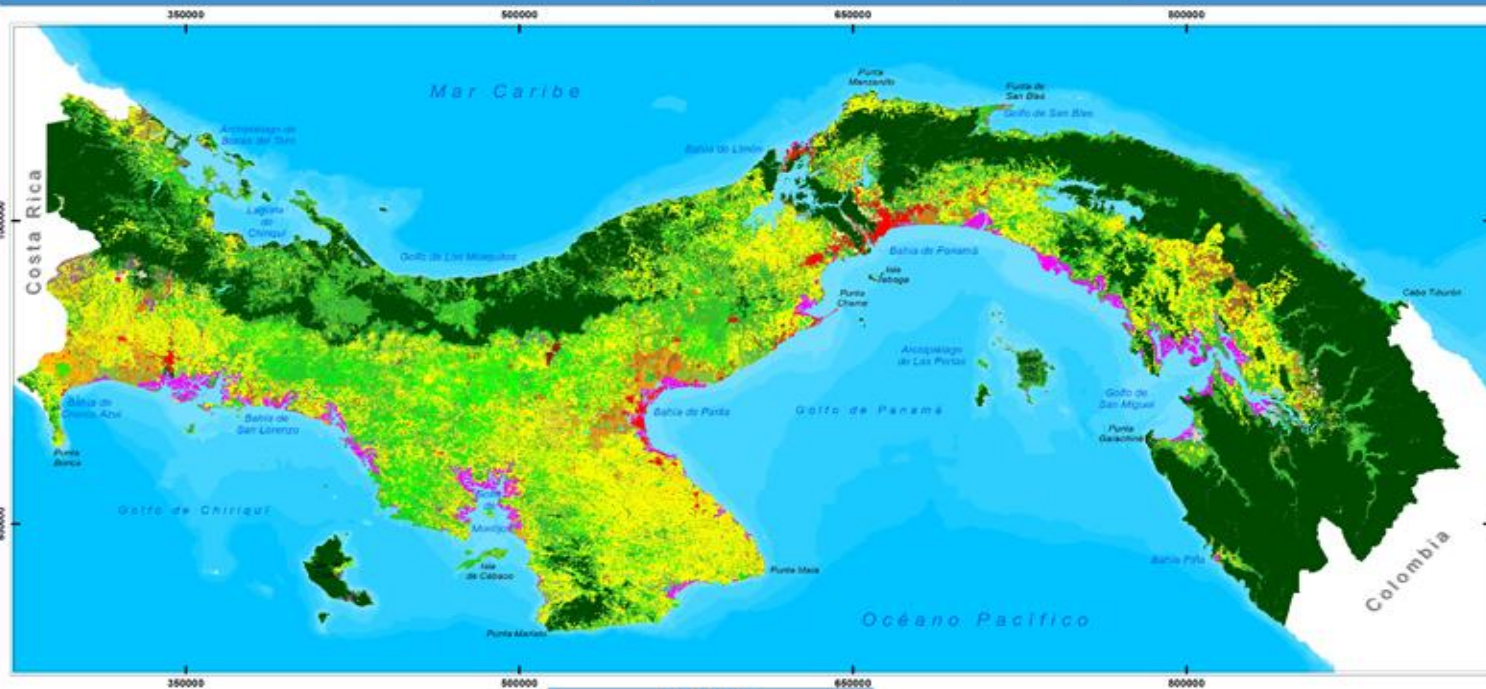 350000 500000 650000 800000
Mar Caribe
Punta
Manzanillo
Punta de
San Blas
Golfo de San Blas
Archipiélago de
Bocas del Toro
Bahía de Limón
Costa Rica
Laguna
de
Chiriquí
Golfo de Los Mosquitos
Bahía de Panamá
Isla
Taboga
Punta
Chame
Cabo Tiburón
Archipiélago
de Las Perlas
Bahía de
Charco Azul
Bahía de
San Lorenzo
Bahía de Parita
Golfo de Panamá
Golfo de
San Miguel
Punta
Garachiné
Punta
Burica
Golfo de Chiriquí
Golfo
de
Montijo
Isla
de Cébaco
Punta Mala
Bahía Piña
Colombia
Punta Mariato
Océano Pacífico
350000 500000 650000 800000